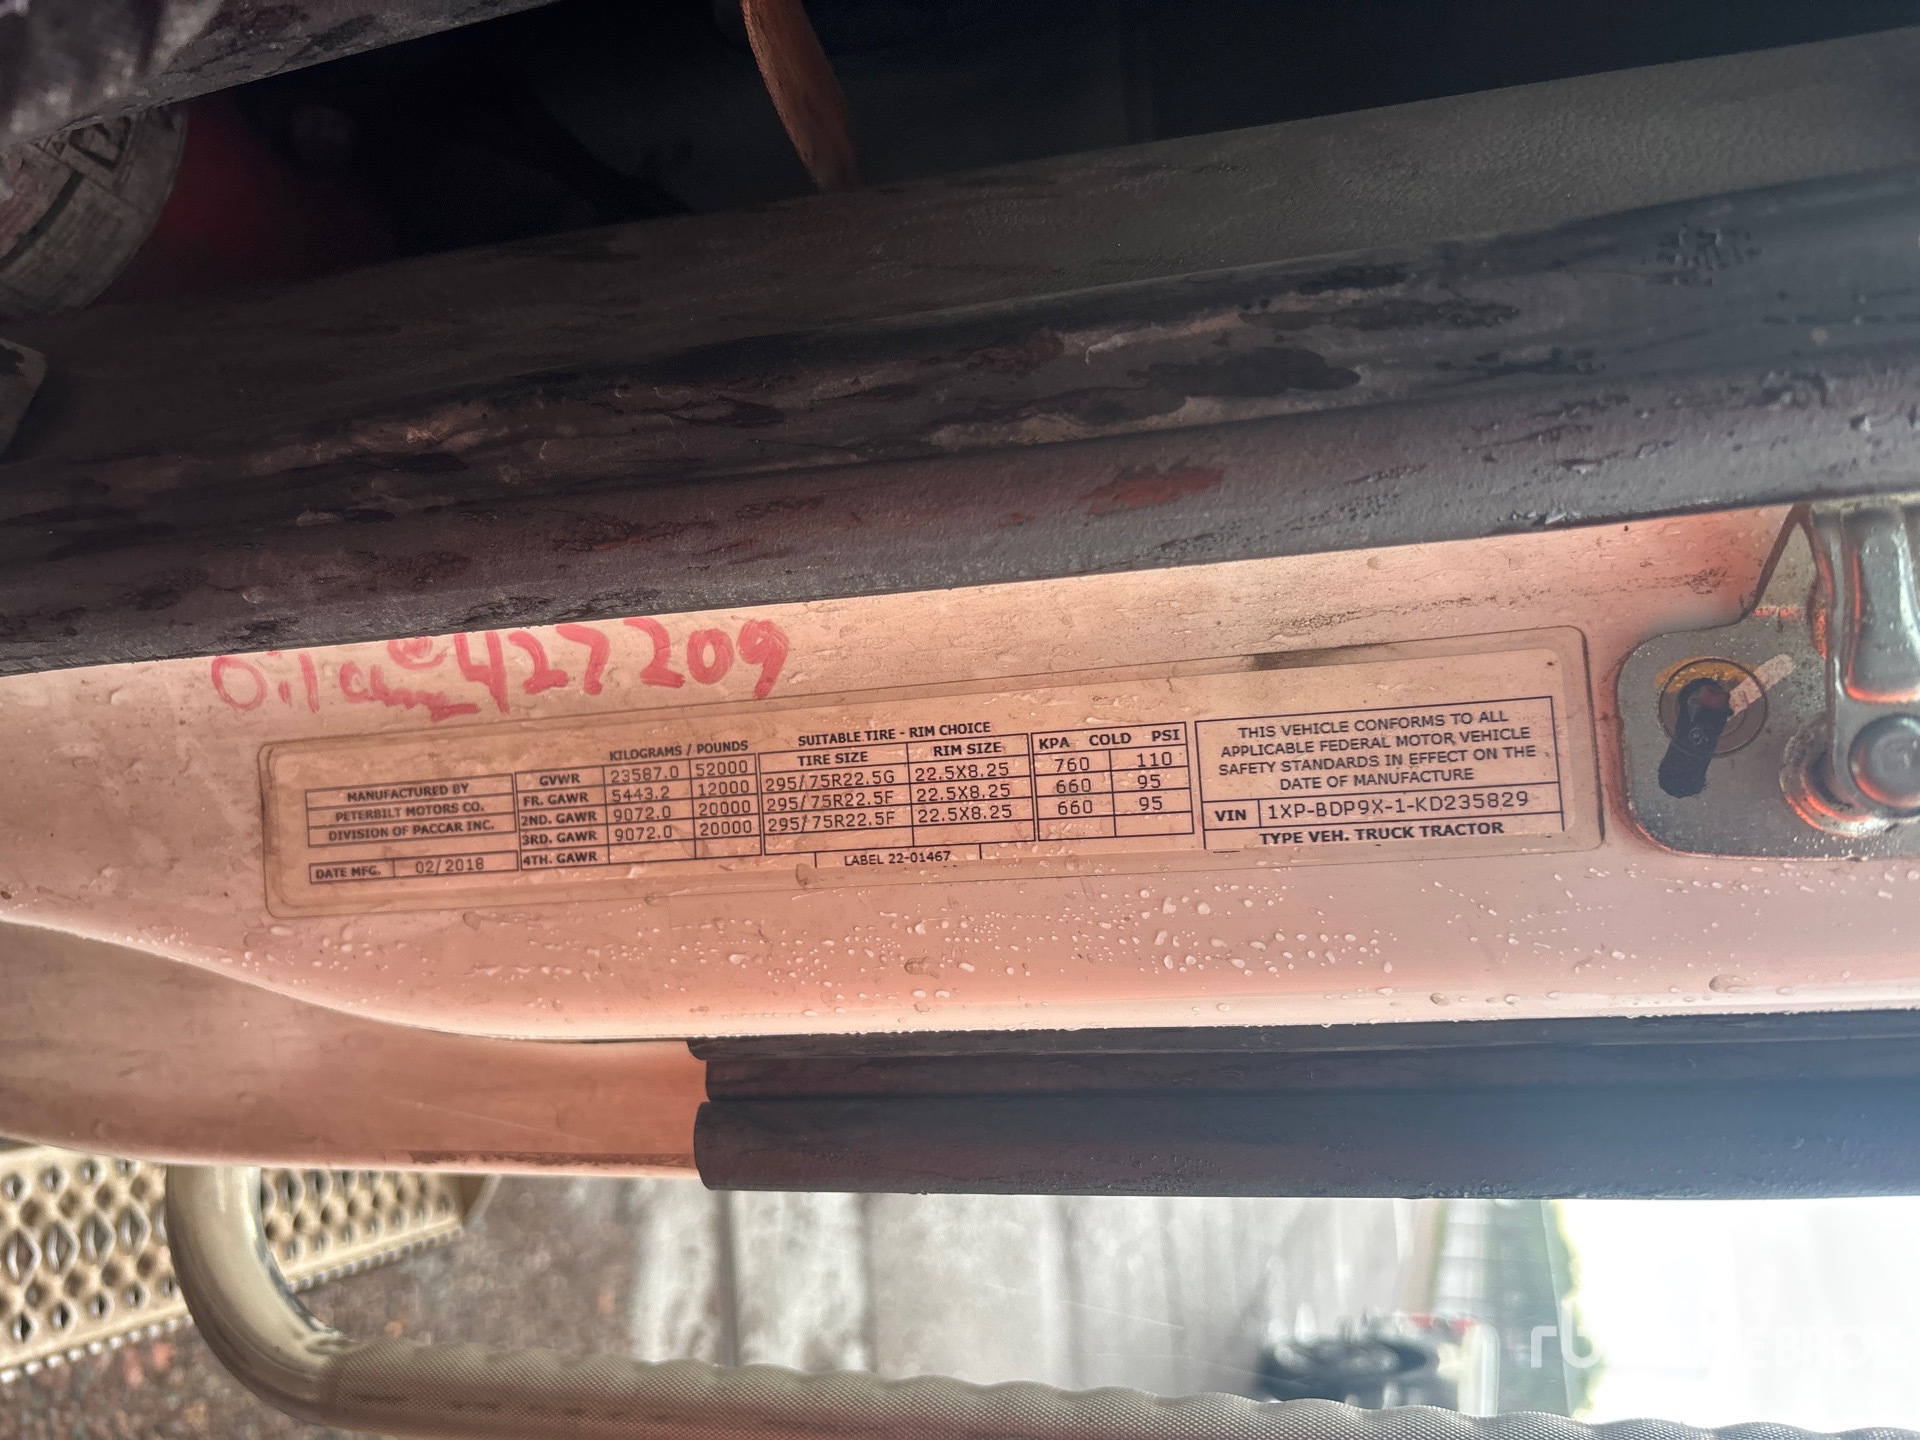 Oil Change @ 427209
MANUFACTURED BY
PETERBILT MOTORS CO.
DIVISION OF PACCAR INC.
DATE MFG. 02/2018
KILOGRAMS / POUNDS
GVWR 23587.0 52000
FR. GAWR 5443.2 12000
2ND. GAWR 9072.0 20000
3RD. GAWR 9072.0 20000
4TH. GAWR
SUITABLE TIRE - RIM CHOICE
TIRE SIZE RIM SIZE KPA COLD PSI
295/75R22.5G 22.5X8.25 760 110
295/75R22.5F 22.5X8.25 660 95
295/75R22.5F 22.5X8.25 660 95
LABEL 22-01467
THIS VEHICLE CONFORMS TO ALL
APPLICABLE FEDERAL MOTOR VEHICLE
SAFETY STANDARDS IN EFFECT ON THE
DATE OF MANUFACTURE
VIN 1XP-BDP9X-1-KD235829
TYPE VEH. TRUCK TRACTOR